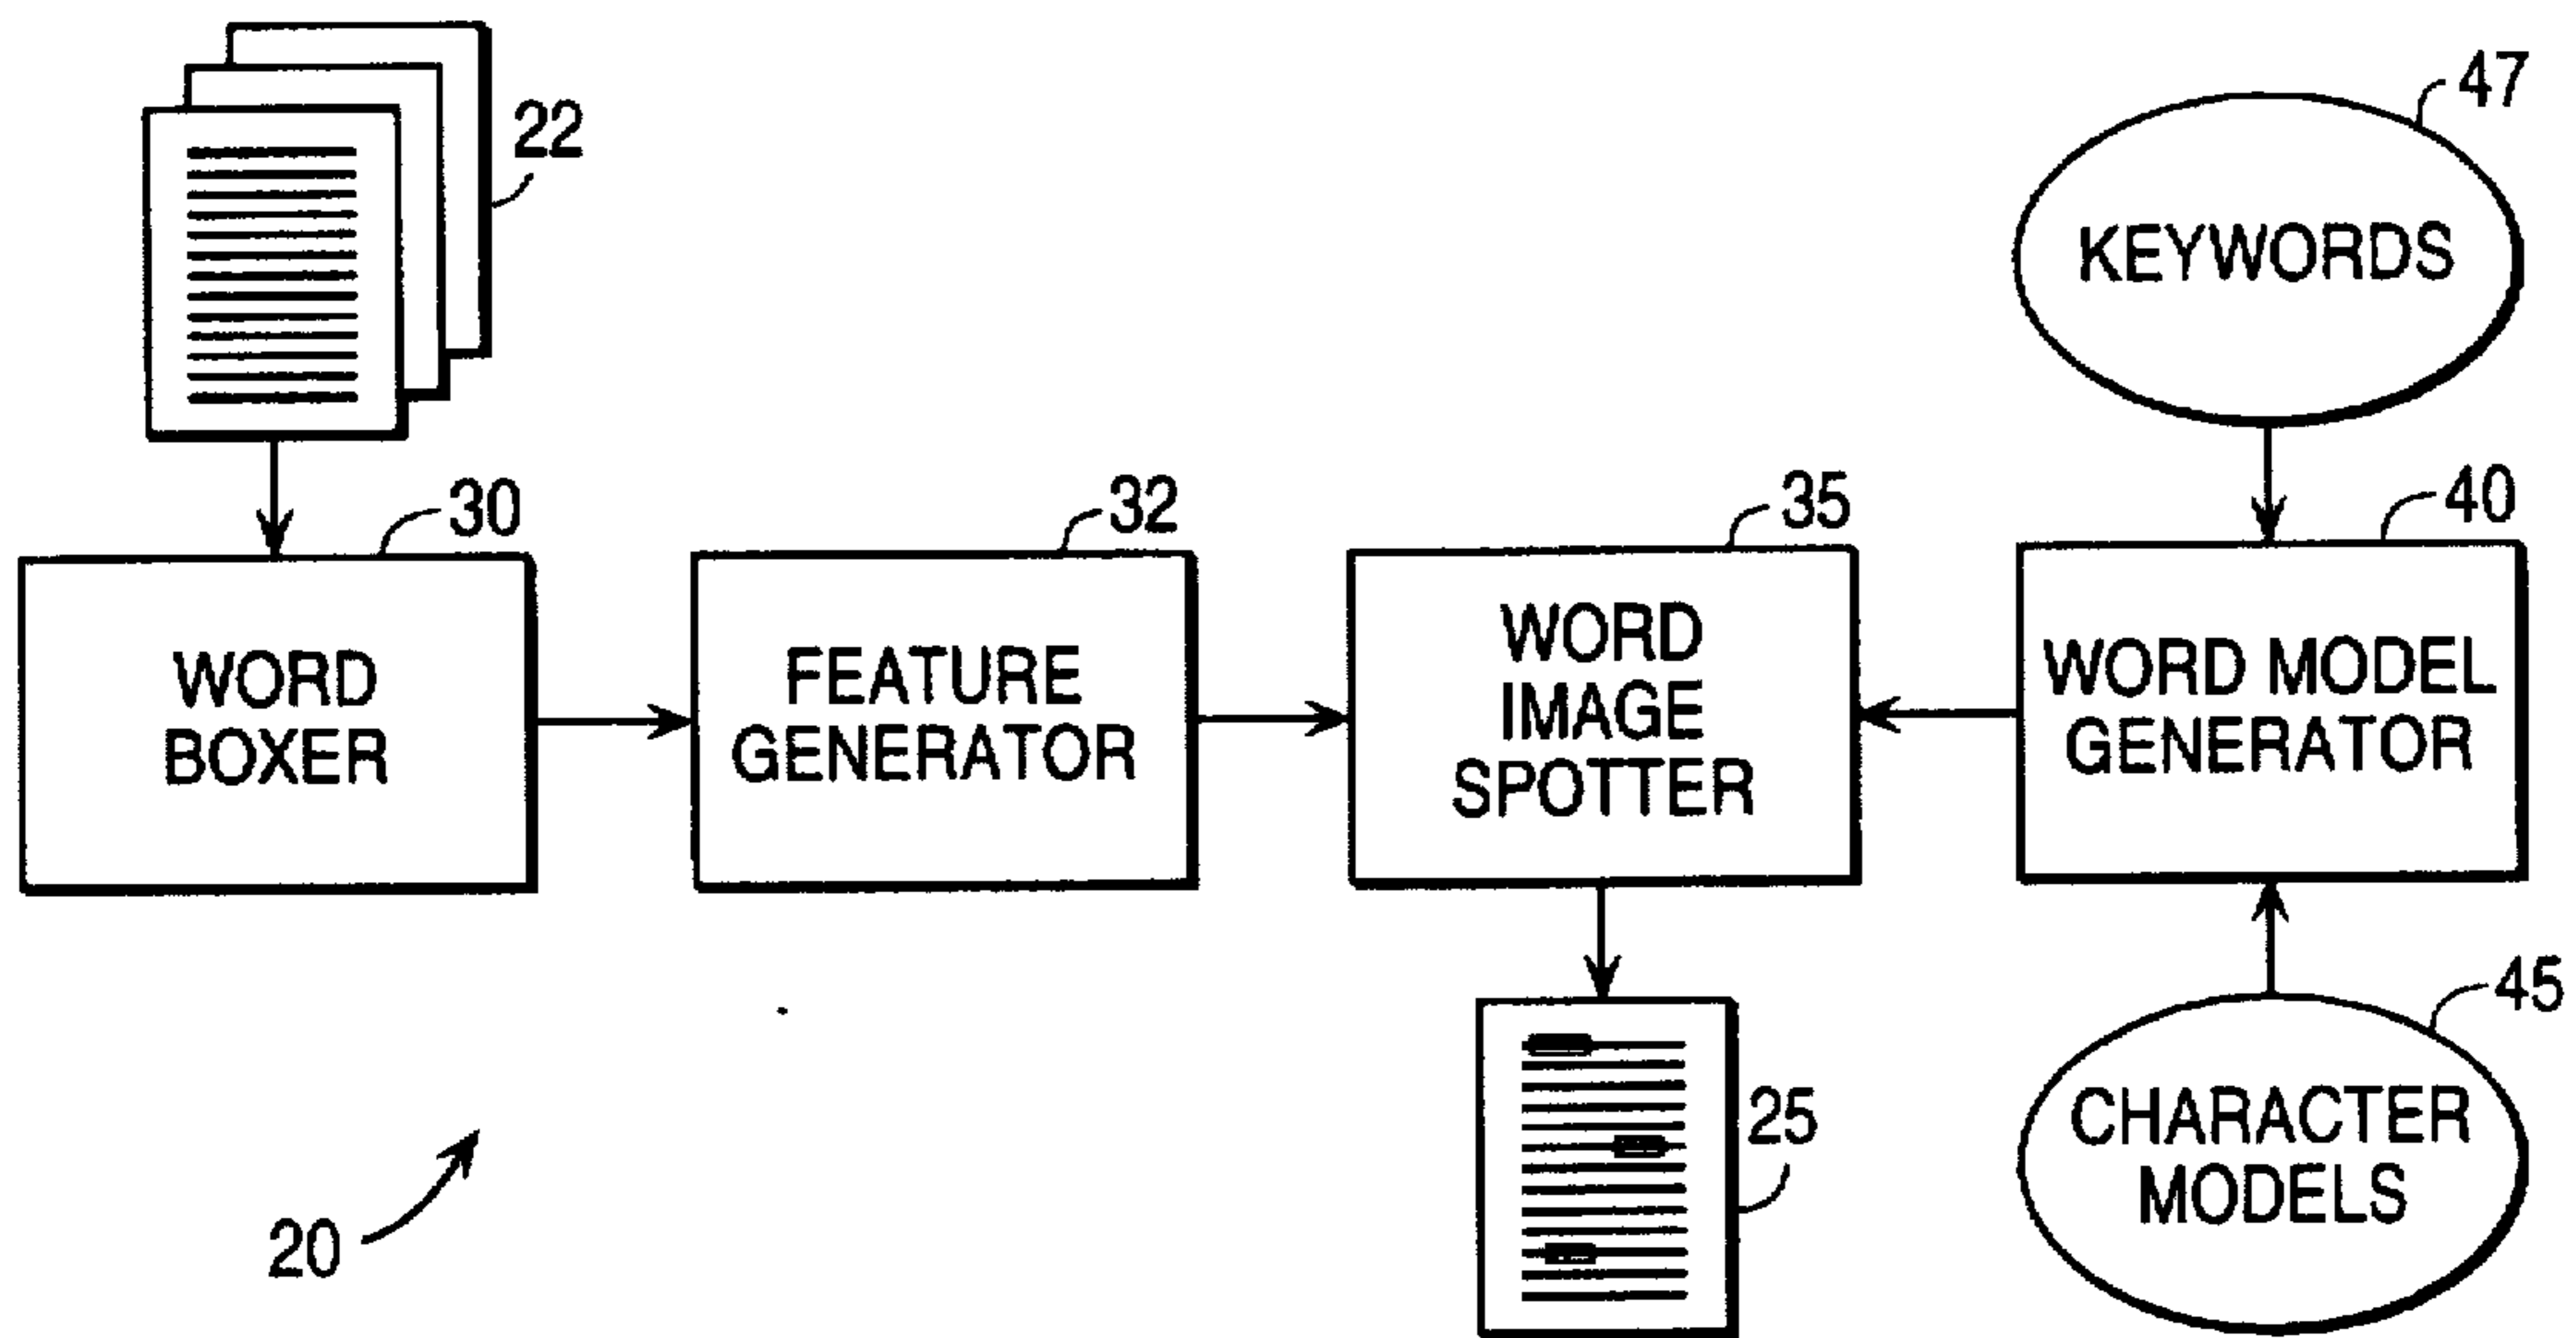 22
47
KEYWORDS
30
WORD
BOXER
32
FEATURE
GENERATOR
35
WORD
IMAGE
SPOTTER
40
WORD MODEL
GENERATOR
25
45
CHARACTER
MODELS
20